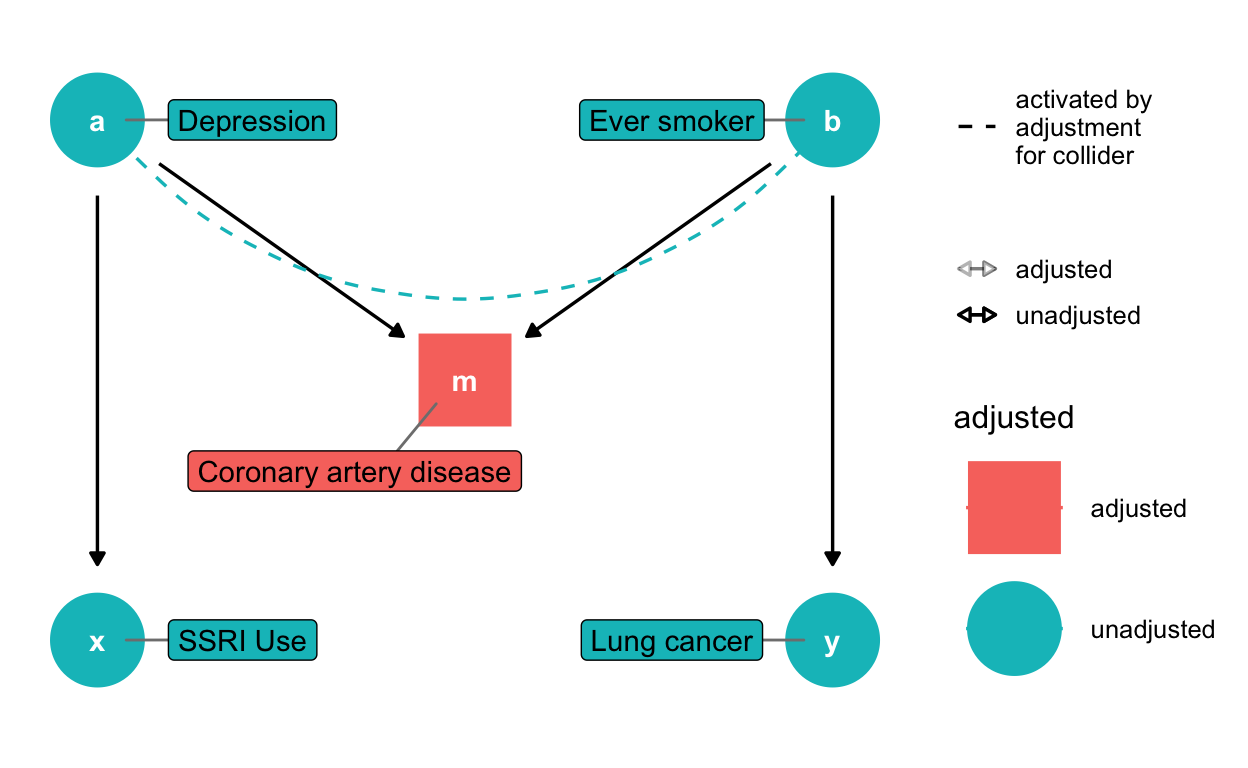 a
Depression
Ever smoker
b
m
Coronary artery disease
x
SSRI Use
Lung cancer
y
activated by
adjustment
for collider
adjusted
unadjusted
adjusted
adjusted
unadjusted